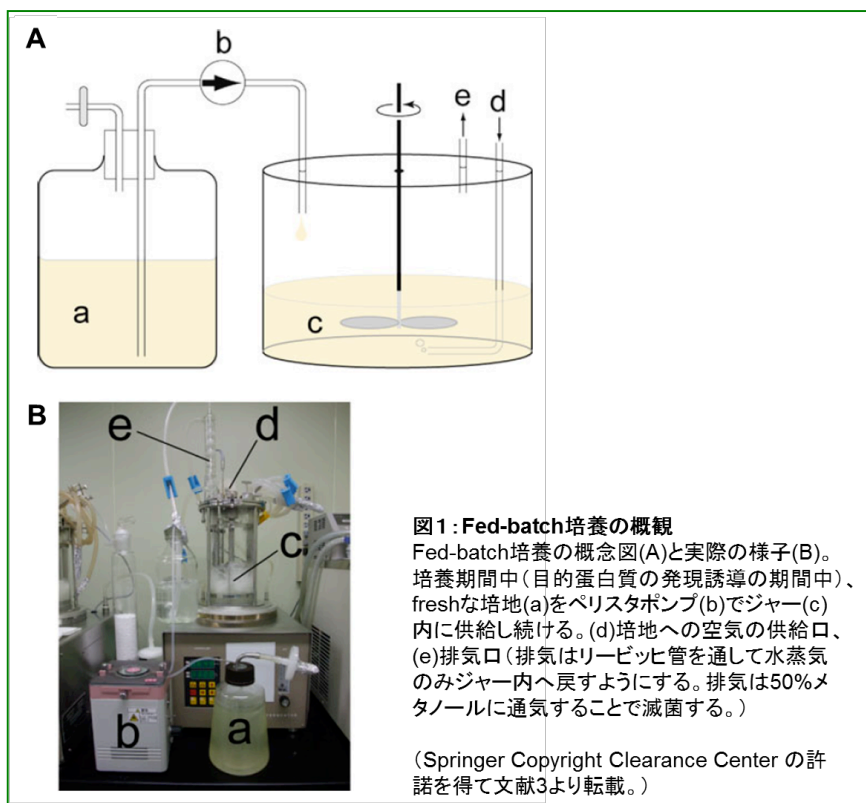 A
b
e
d
a
c
B
e
d
c
b
a
図1：Fed-batch培養の概観
Fed-batch培養の概念図(A)と実際の様子(B)。
培養期間中(目的蛋白質の発現誘導の期間中)、
freshな培地(a)をペリスタポンプ(b)でジャー(c)
内に供給し続ける。(d)培地への空気の供給口、
(e)排気口(排気はリービッヒ管を通して水蒸気
のみジャー内へ戻すようにする。排気は50%メ
タノールに通気することで滅菌する。)
(Springer Copyright Clearance Center の許
諾を得て文献3より転載。)